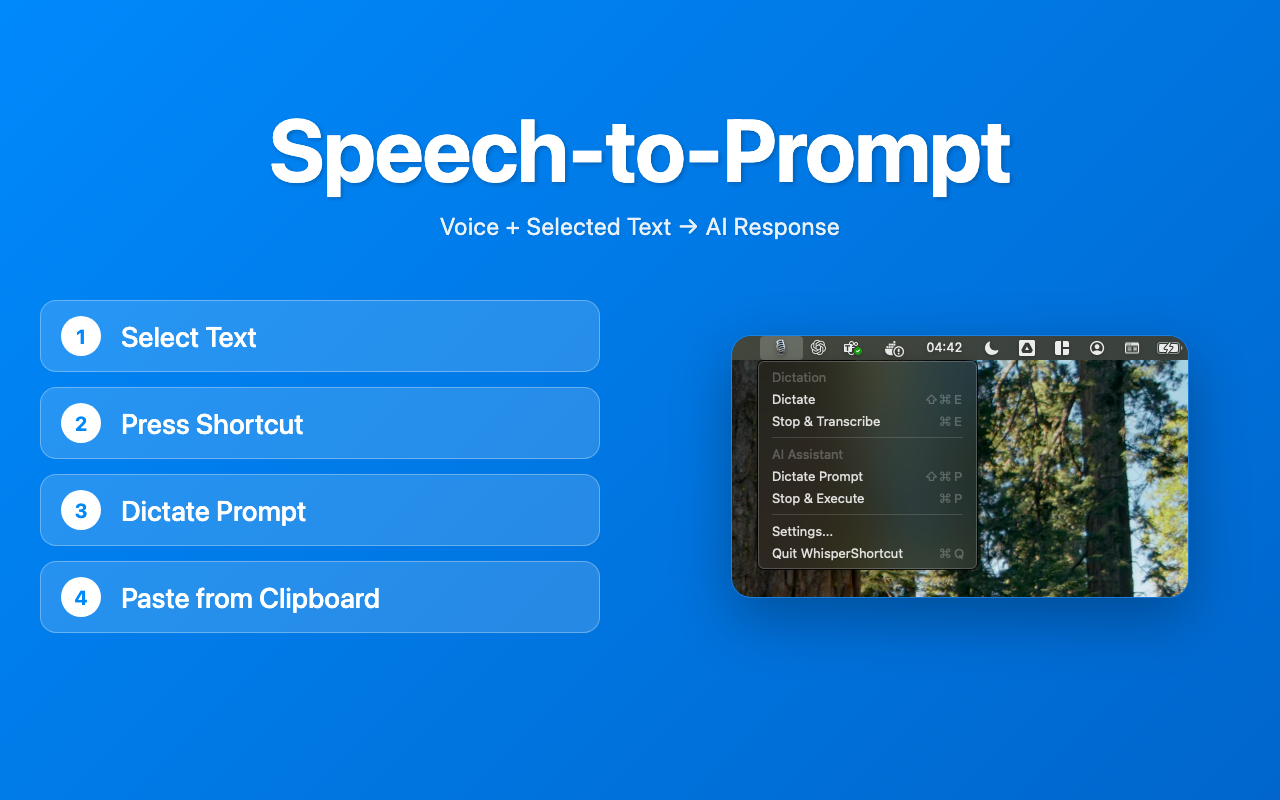 Speech-to-Prompt
Voice + Selected Text → AI Response
1 Select Text
2 Press Shortcut
3 Dictate Prompt
4 Paste from Clipboard
04:42
Dictation
Dictate ⇧⌘E
Stop & Transcribe ⌘E
AI Assistant
Dictate Prompt ⇧⌘P
Stop & Execute ⌘P
Settings...
Quit WhisperShortcut ⌘Q